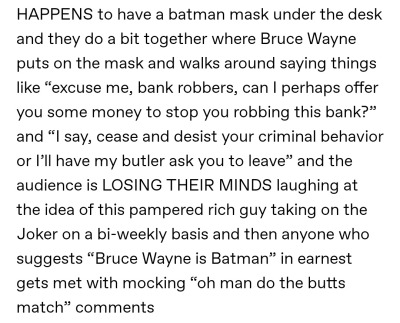 HAPPENS to have a batman mask under the desk
and they do a bit together where Bruce Wayne
puts on the mask and walks around saying things
like “excuse me, bank robbers, can I perhaps offer
you some money to stop you robbing this bank?”
and “I say, cease and desist your criminal behavior
or I’ll have my butler ask you to leave” and the
audience is LOSING THEIR MINDS laughing at
the idea of this pampered rich guy taking on the
Joker on a bi-weekly basis and then anyone who
suggests “Bruce Wayne is Batman” in earnest
gets met with mocking “oh man do the butts
match” comments